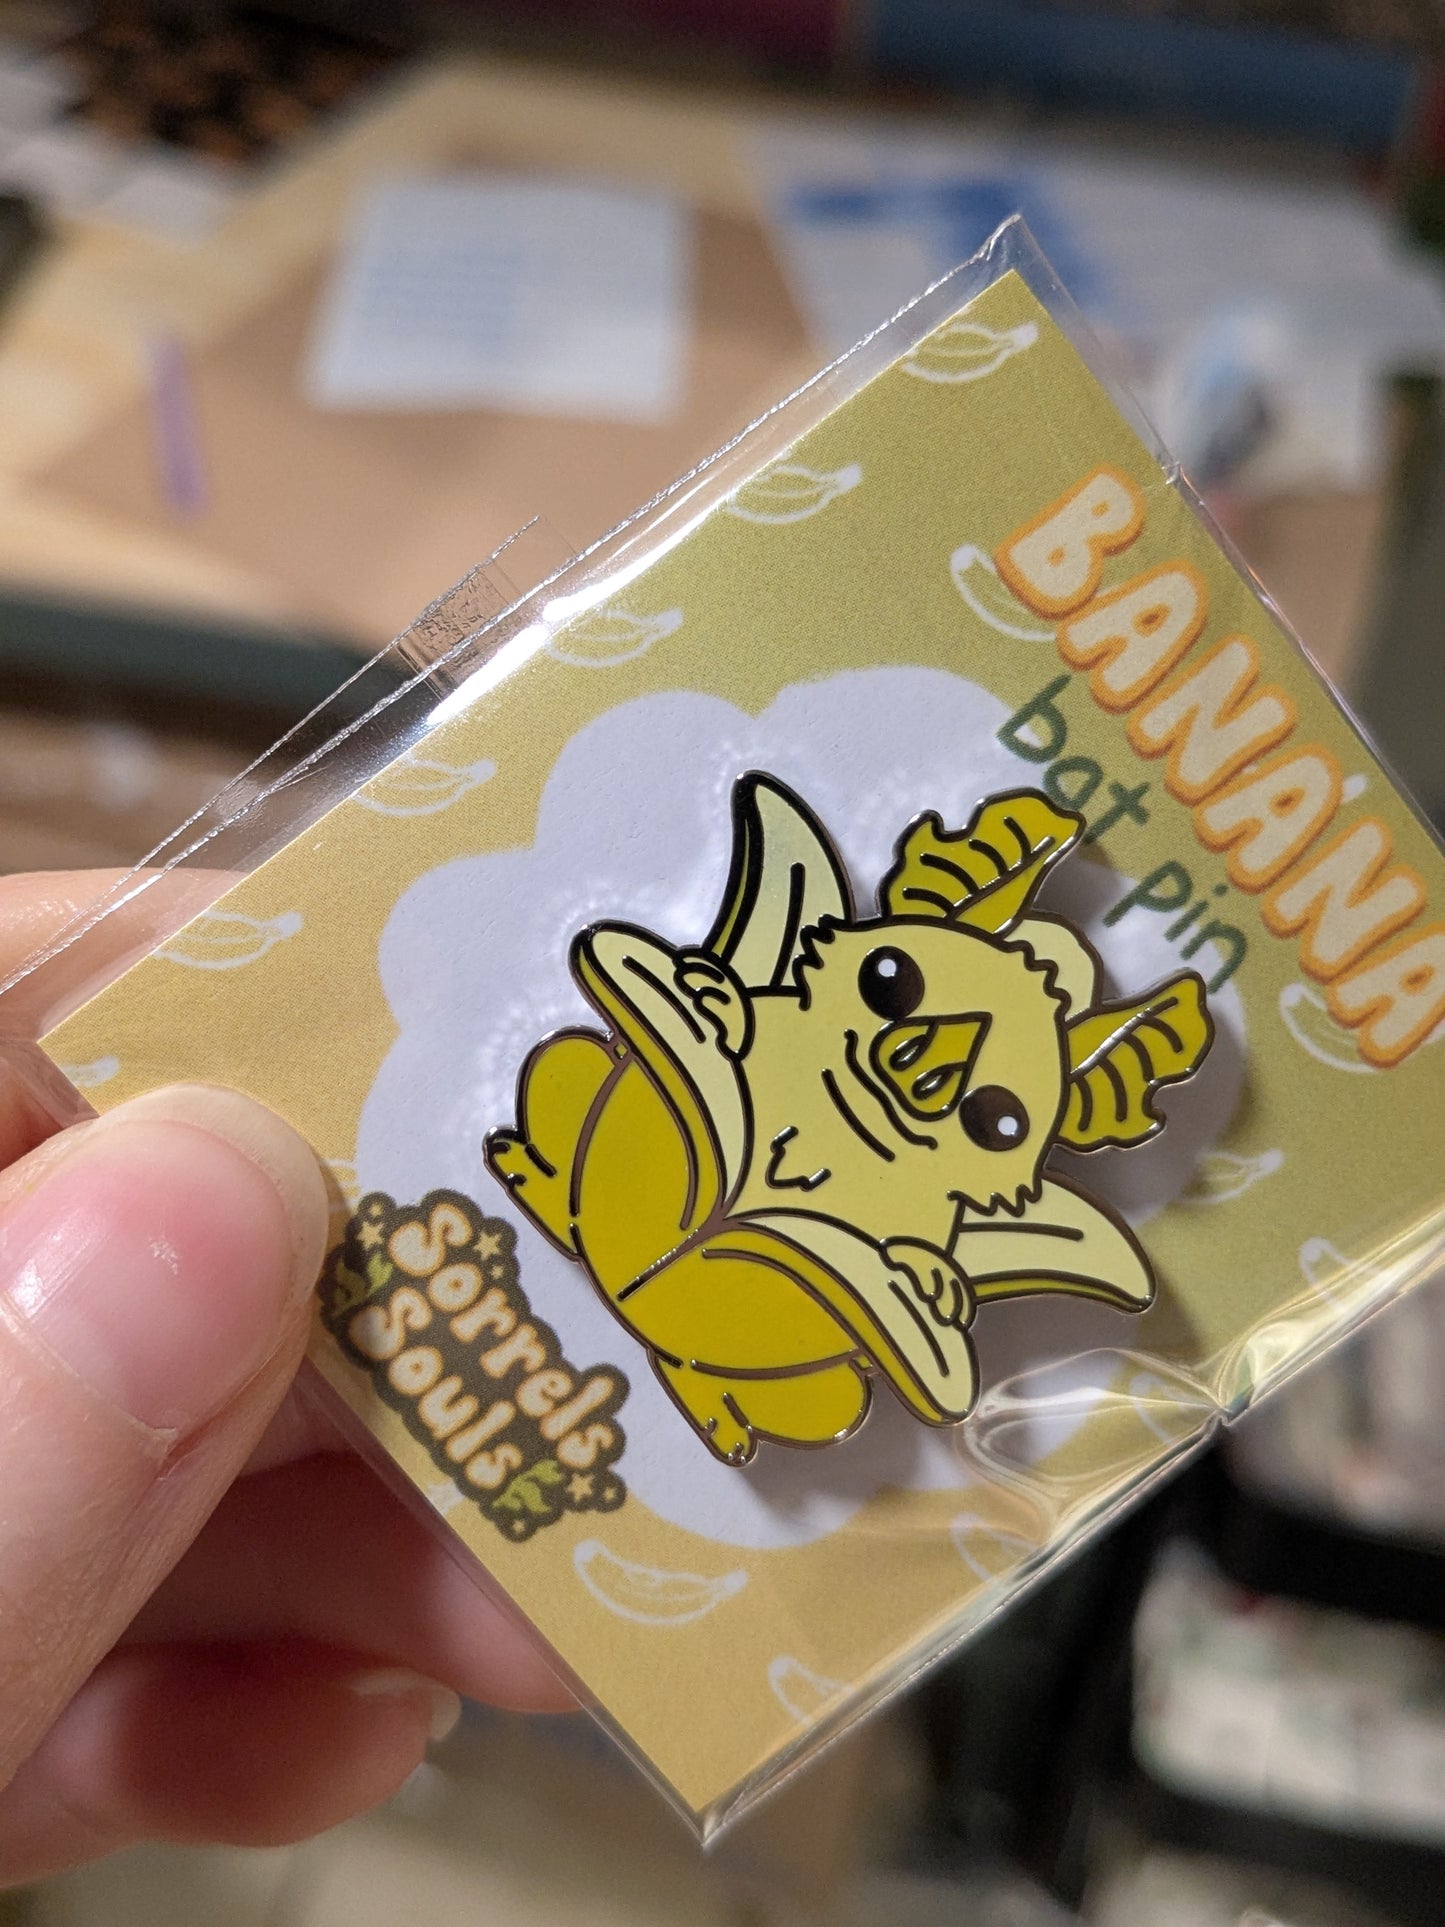 BANANA
bat pin
Sorrels
Souls